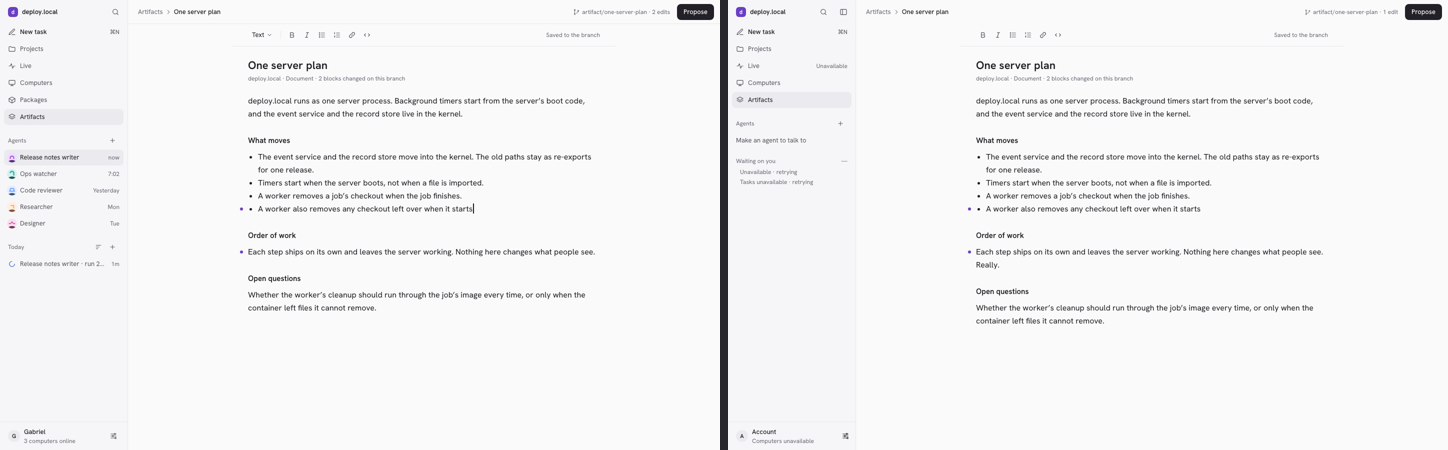 deploy.local
New task ⌘N
Projects
Live
Computers
Packages
Artifacts
Agents
Release notes writer now
Ops watcher 7:02
Code reviewer Yesterday
Researcher Mon
Designer Tue
Today
Release notes writer · run 2... 1m
G
Gabriel
3 computers online
Artifacts > One server plan
artifact/one-server-plan · 2 edits
Propose
Text B I
Saved to the branch
One server plan
deploy.local · Document · 2 blocks changed on this branch
deploy.local runs as one server process. Background timers start from the server’s boot code,
and the event service and the record store live in the kernel.
What moves
• The event service and the record store move into the kernel. The old paths stay as re-exports
for one release.
• Timers start when the server boots, not when a file is imported.
• A worker removes a job’s checkout when the job finishes.
• A worker also removes any checkout left over when it starts
Order of work
Each step ships on its own and leaves the server working. Nothing here changes what people see.
Open questions
Whether the worker’s cleanup should run through the job’s image every time, or only when the
container left files it cannot remove.
deploy.local
New task ⌘N
Projects
Live Unavailable
Computers
Artifacts
Agents
Make an agent to talk to
Waiting on you
Unavailable · retrying
Tasks unavailable · retrying
A
Account
Computers unavailable
Artifacts > One server plan
artifact/one-server-plan · 1 edit
Propose
B I
Saved to the branch
One server plan
deploy.local · Document · 2 blocks changed on this branch
deploy.local runs as one server process. Background timers start from the server’s boot code,
and the event service and the record store live in the kernel.
What moves
• The event service and the record store move into the kernel. The old paths stay as re-exports
for one release.
• Timers start when the server boots, not when a file is imported.
• A worker removes a job’s checkout when the job finishes.
• A worker also removes any checkout left over when it starts
Order of work
Each step ships on its own and leaves the server working. Nothing here changes what people see.
Really.
Open questions
Whether the worker’s cleanup should run through the job’s image every time, or only when the
container left files it cannot remove.